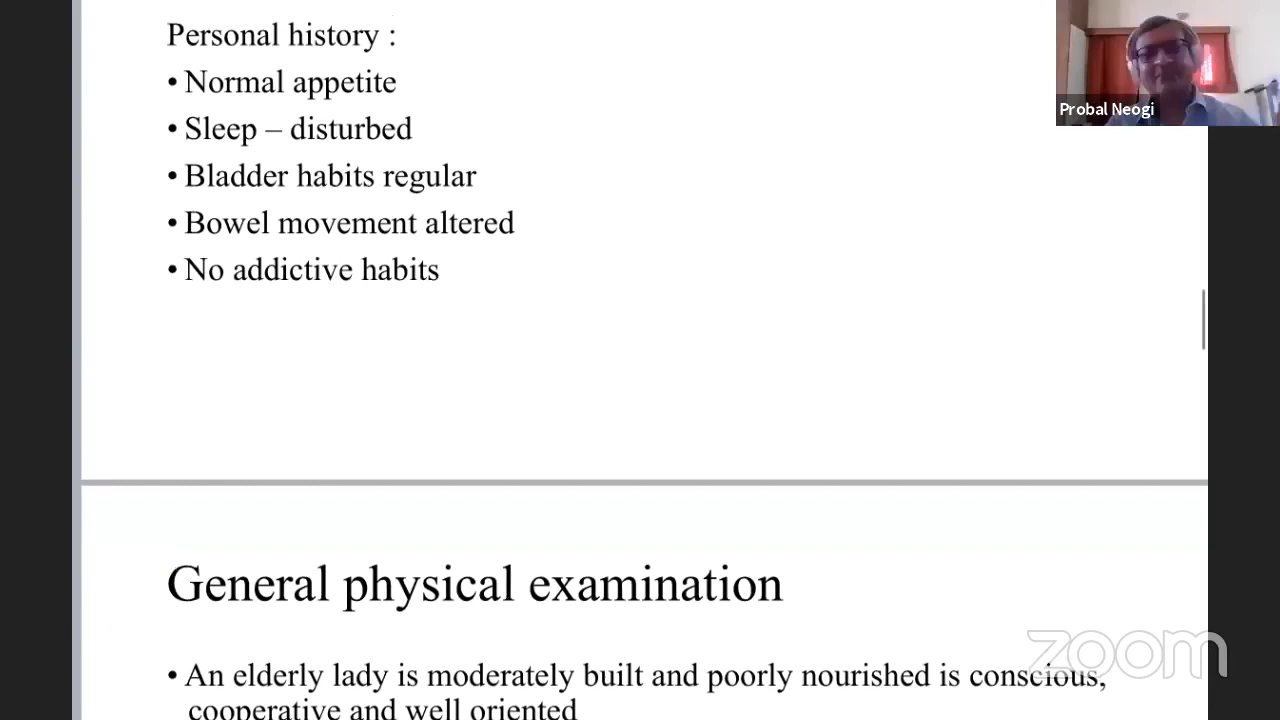 Personal history :
• Normal appetite
• Sleep – disturbed
• Bladder habits regular
• Bowel movement altered
• No addictive habits
Probal Neogi
General physical examination
• An elderly lady is moderately built and poorly nourished is conscious,
cooperative and well oriented
zoom